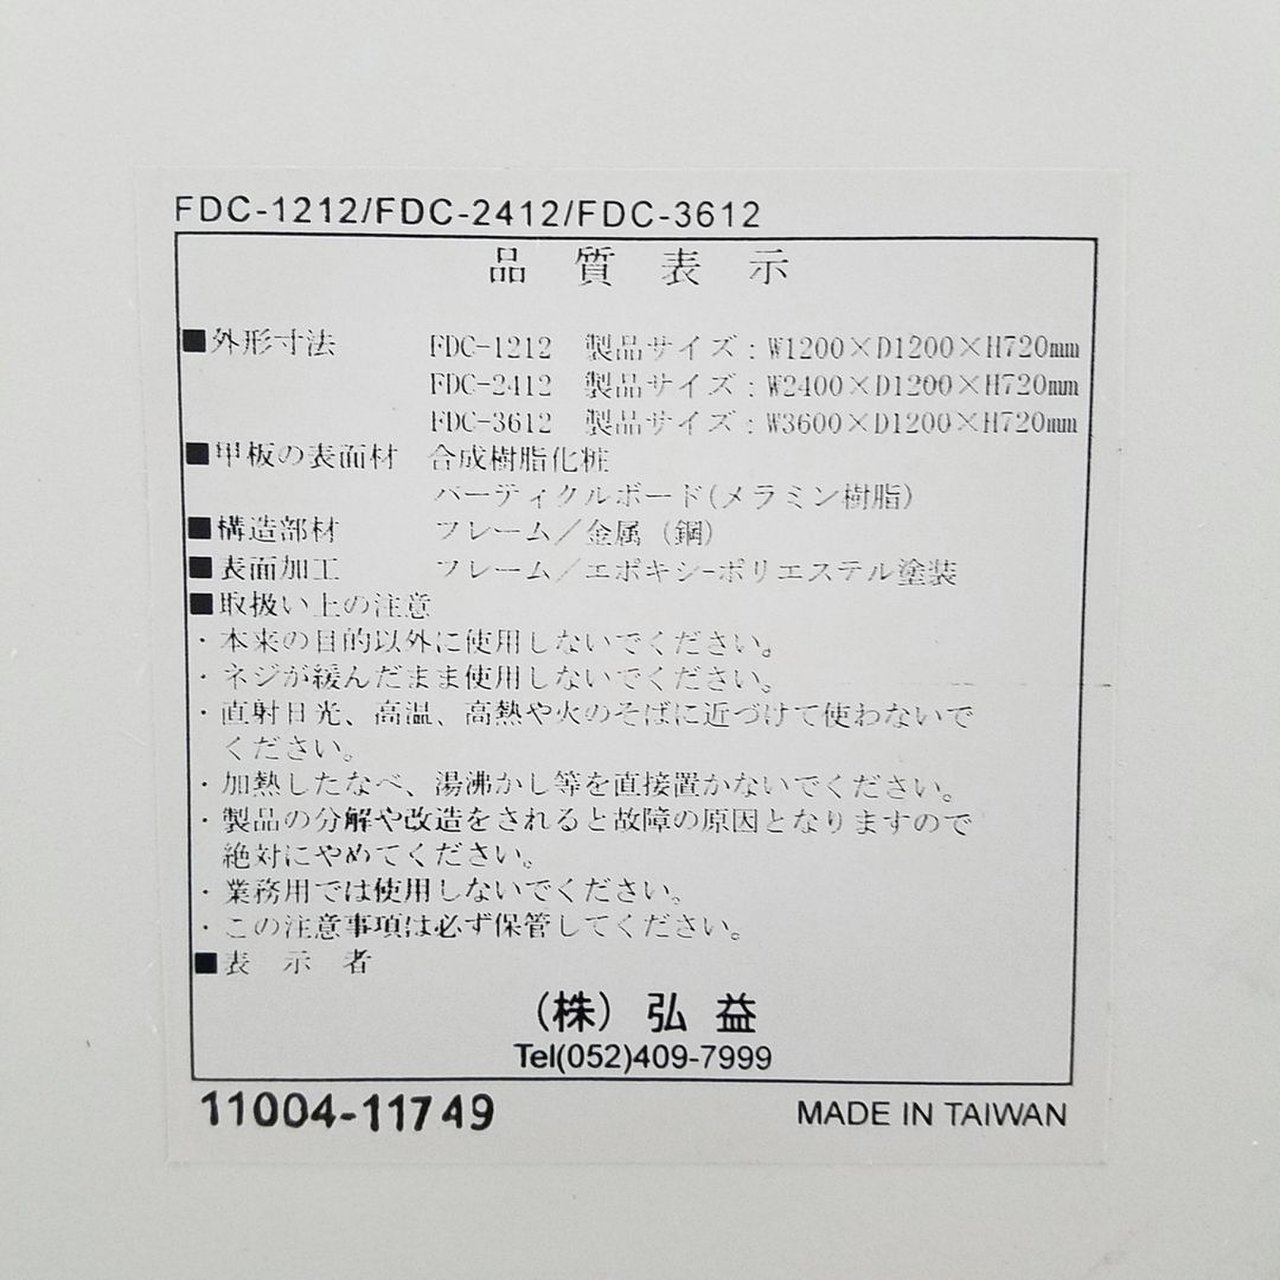 FDC-1212/FDC-2412/FDC-3612
品 質 表 示
■外形寸法 FDC-1212 製品サイズ：W1200×D1200×H720mm
FDC-2412 製品サイズ：W2400×D1200×H720mm
FDC-3612 製品サイズ：W3600×D1200×H720mm
■甲板の表面材 合成樹脂化粧
パーティクルボード(メラミン樹脂)
■構造部材 フレーム／金属（鋼）
■表面加工 フレーム／エポキシ-ポリエステル塗装
■取扱い上の注意
・本来の目的以外に使用しないでください。
・ネジが緩んだまま使用しないでください。
・直射日光、高温、高熱や火のそばに近づけて使わないで
ください。
・加熱したなべ、湯沸かし等を直接置かないでください。
・製品の分解や改造をされると故障の原因となりますので
絶対にやめてください。
・業務用では使用しないでください。
・この注意事項は必ず保管してください。
■表 示 者
（株）弘 益
Tel(052)409-7999
11004-11749 MADE IN TAIWAN